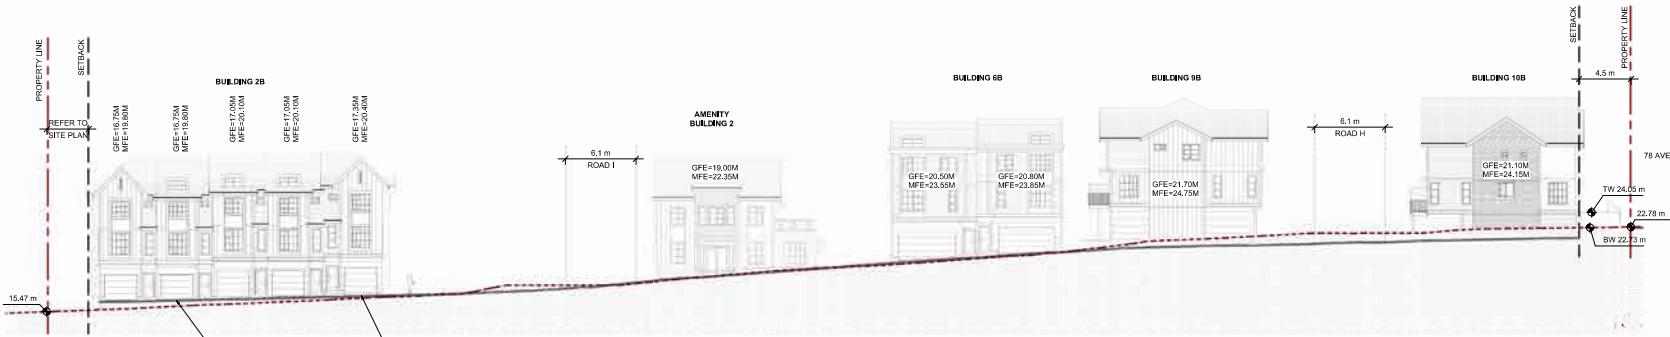 PROPERTY LINE
SETBACK
REFER TO
SITE PLAN
BUILDING 2B
GFE=16.75M
MFE=19.80M
GFE=16.75M
MFE=19.80M
GFE=17.05M
MFE=20.10M
GFE=17.05M
MFE=20.10M
GFE=17.35M
MFE=20.40M
15.47 m
6.1 m
ROAD I
AMENITY
BUILDING 2
GFE=19.00M
MFE=22.35M
BUILDING 6B
GFE=20.50M
MFE=23.55M
GFE=20.80M
MFE=23.85M
BUILDING 9B
GFE=21.70M
MFE=24.75M
6.1 m
ROAD H
BUILDING 10B
GFE=21.10M
MFE=24.15M
SETBACK
PROPERTY LINE
4.5 m
78 AVE
TW 24.05 m
22.78 m
BW 22.73 m